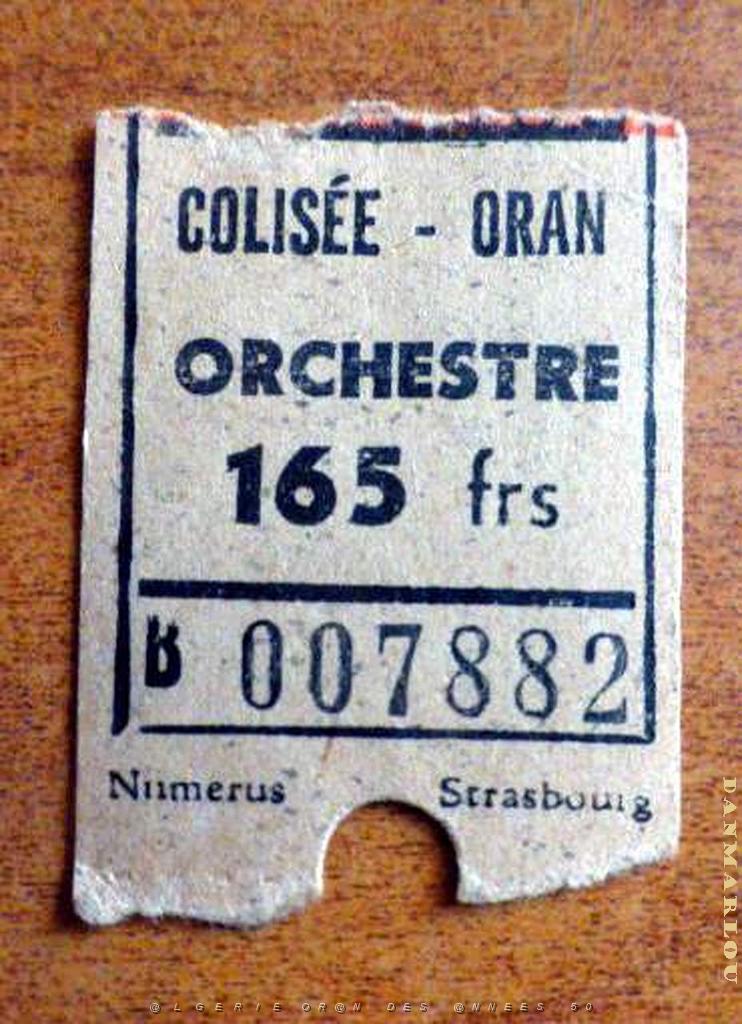 COLISÉE - ORAN
ORCHESTRE
165 frs
B 007882
Numerus Strasbourg
DANMARLOU
@LGERIE OR@N DES @NNEES 50